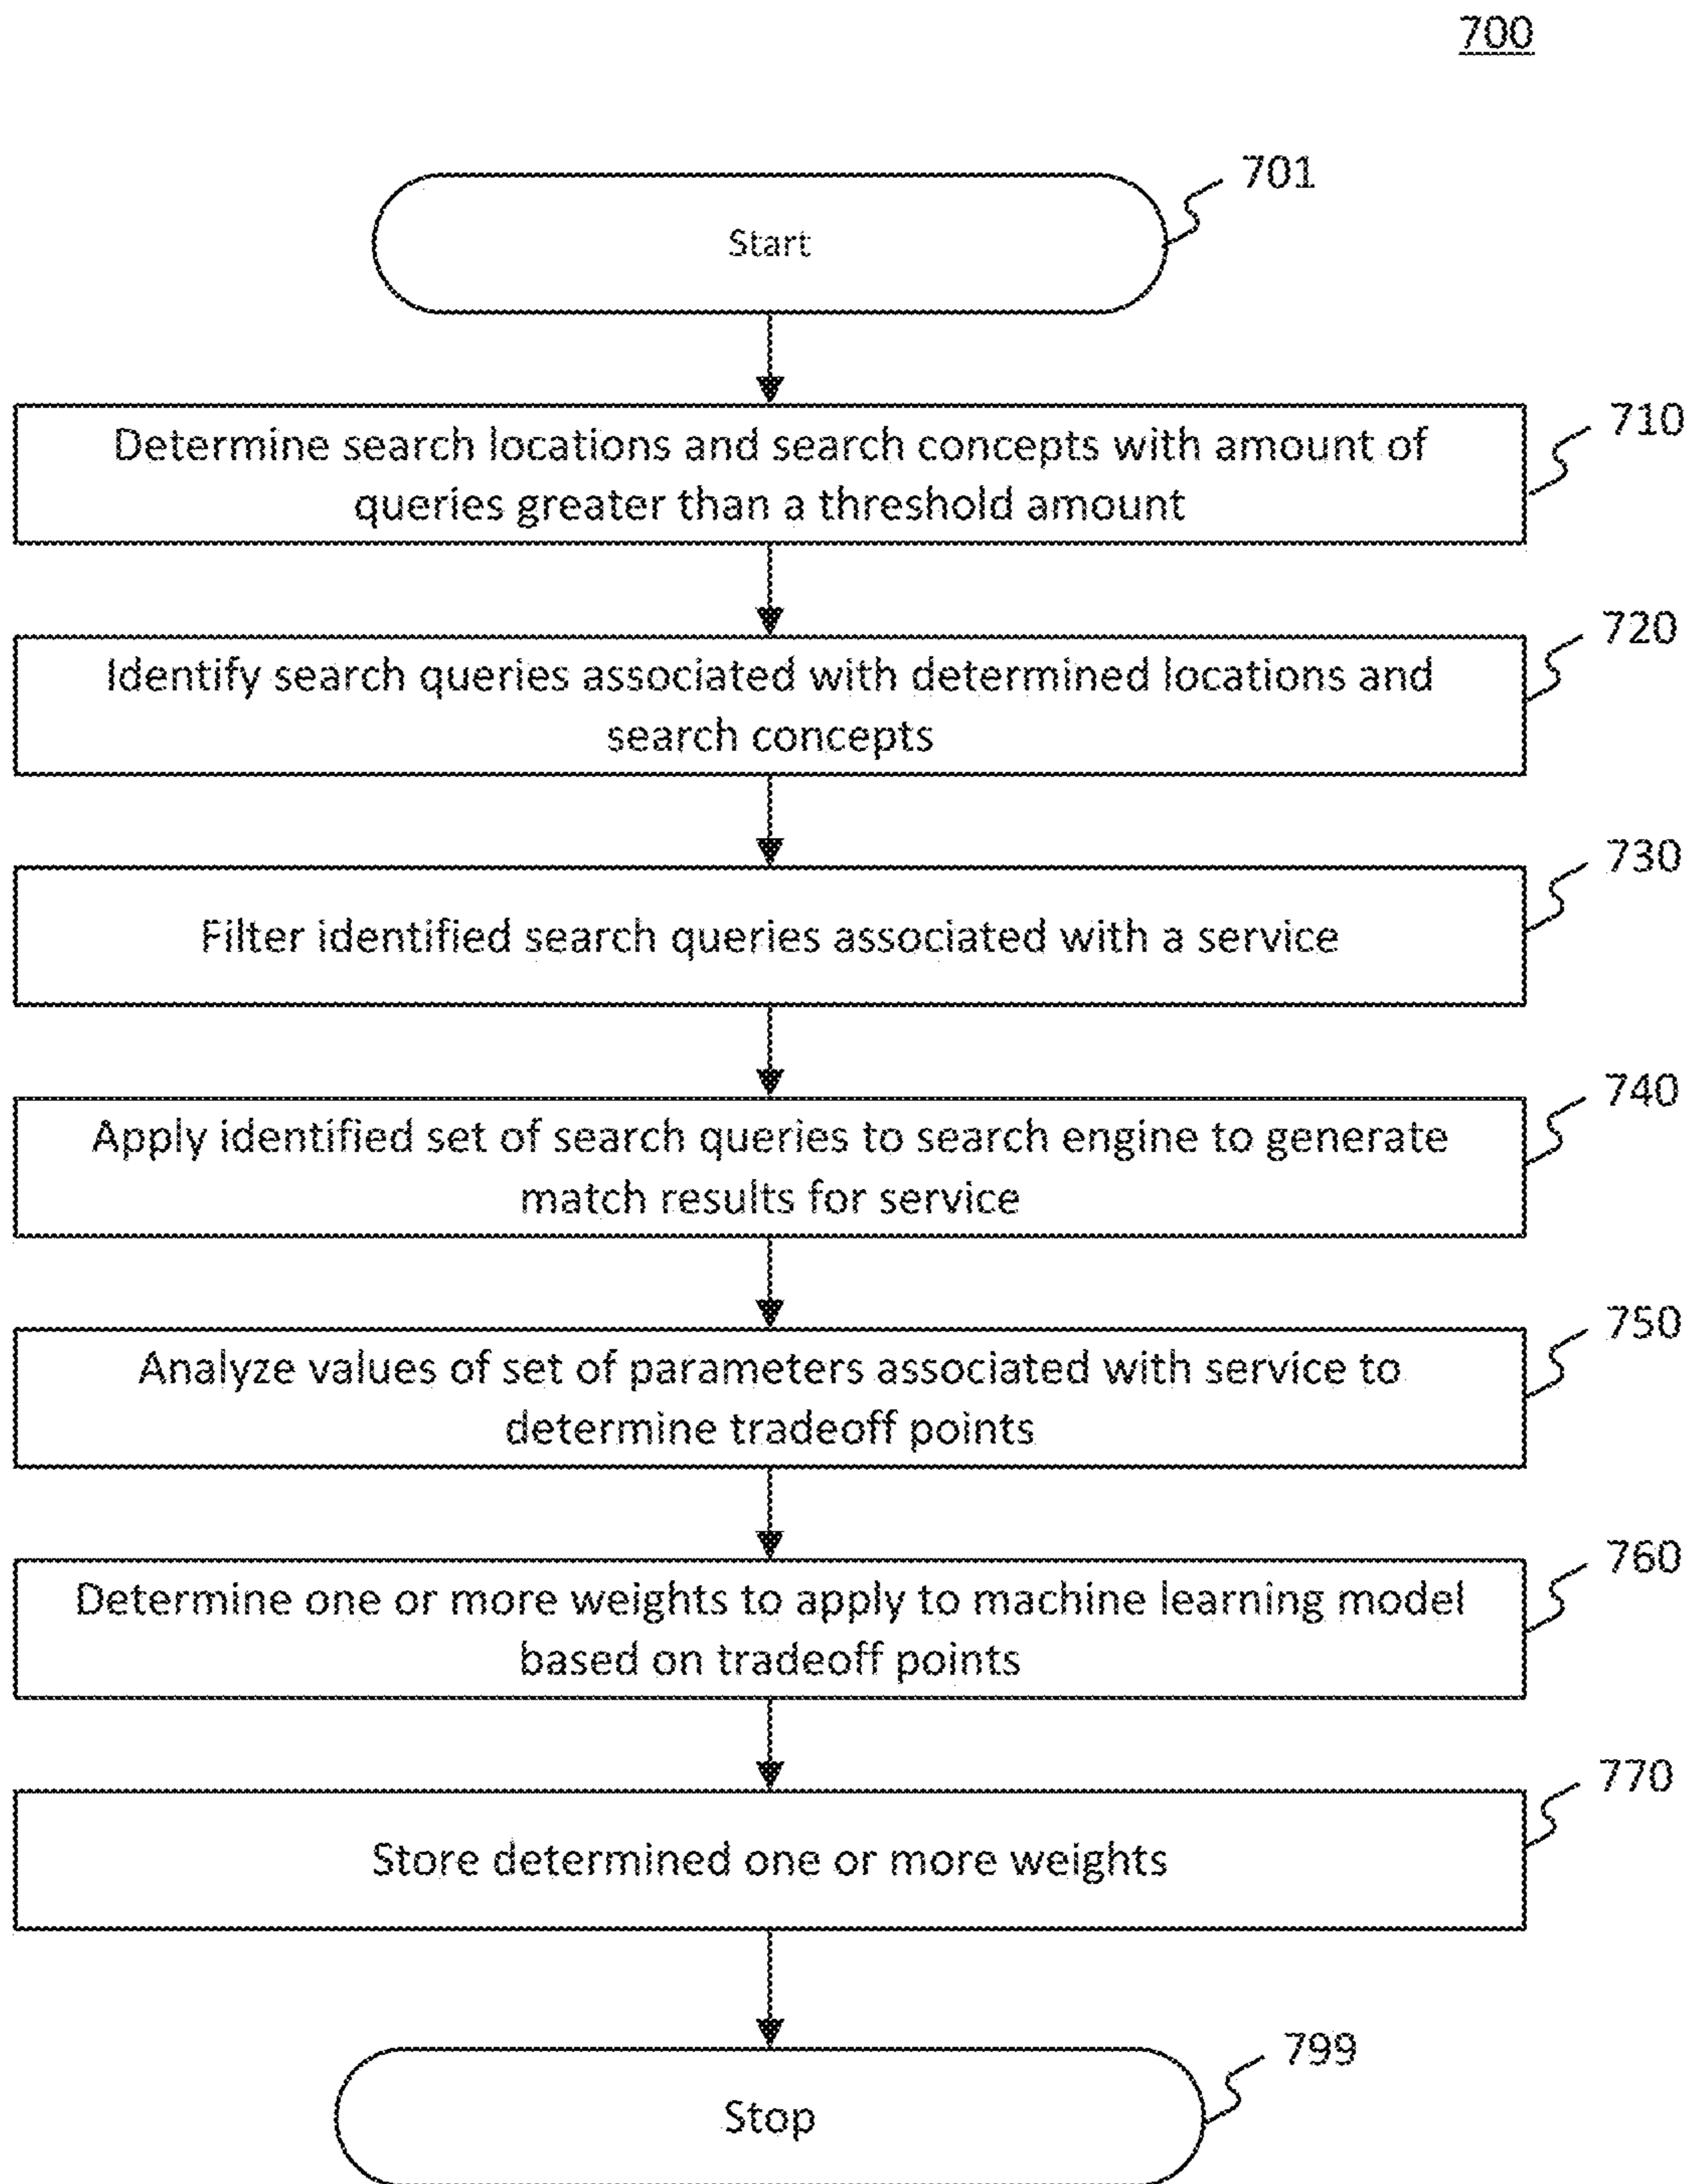 700
701
Start
710
Determine search locations and search concepts with amount of
queries greater than a threshold amount
720
Identify search queries associated with determined locations and
search concepts
730
Filter identified search queries associated with a service
740
Apply identified set of search queries to search engine to generate
match results for service
750
Analyze values of set of parameters associated with service to
determine tradeoff points
760
Determine one or more weights to apply to machine learning model
based on tradeoff points
770
Store determined one or more weights
799
Stop